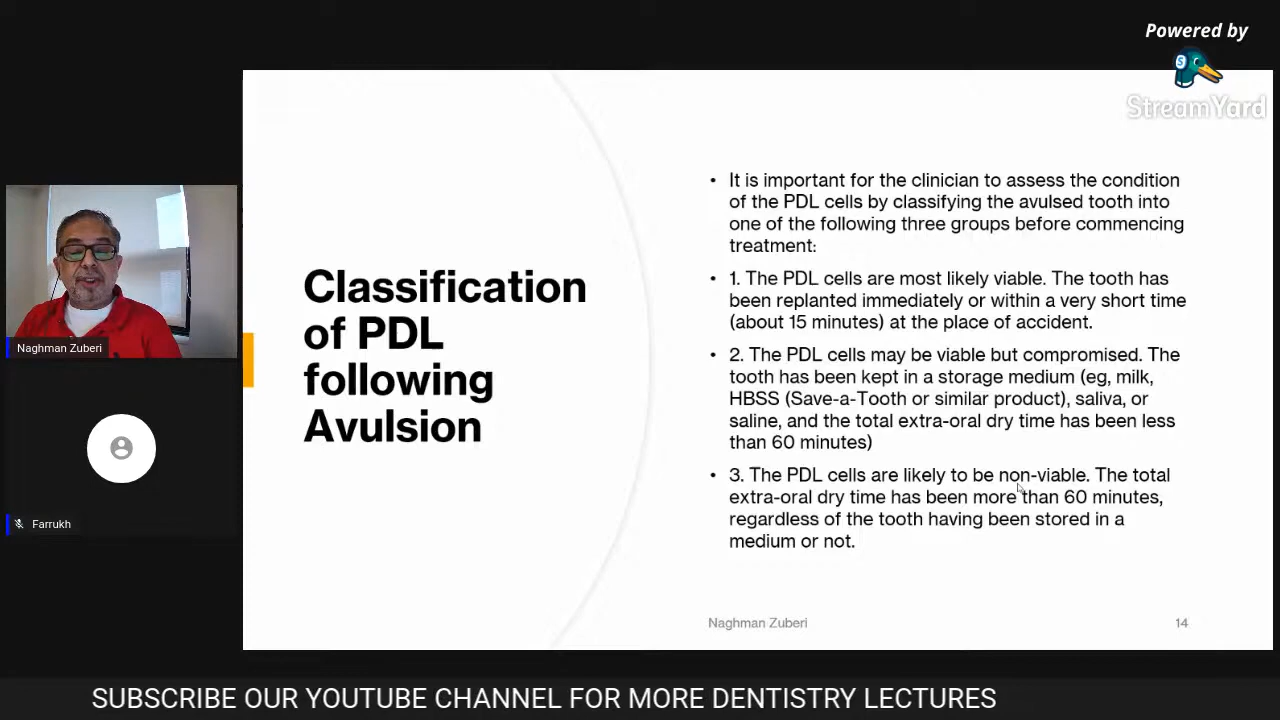 Powered by
StreamYard
Classification
of PDL
following
Avulsion
• It is important for the clinician to assess the condition
of the PDL cells by classifying the avulsed tooth into
one of the following three groups before commencing
treatment:
• 1. The PDL cells are most likely viable. The tooth has
been replanted immediately or within a very short time
(about 15 minutes) at the place of accident.
• 2. The PDL cells may be viable but compromised. The
tooth has been kept in a storage medium (eg, milk,
HBSS (Save-a-Tooth or similar product), saliva, or
saline, and the total extra-oral dry time has been less
than 60 minutes)
• 3. The PDL cells are likely to be non-viable. The total
extra-oral dry time has been more than 60 minutes,
regardless of the tooth having been stored in a
medium or not.
Naghman Zuberi
14
Naghman Zuberi
Farrukh
SUBSCRIBE OUR YOUTUBE CHANNEL FOR MORE DENTISTRY LECTURES